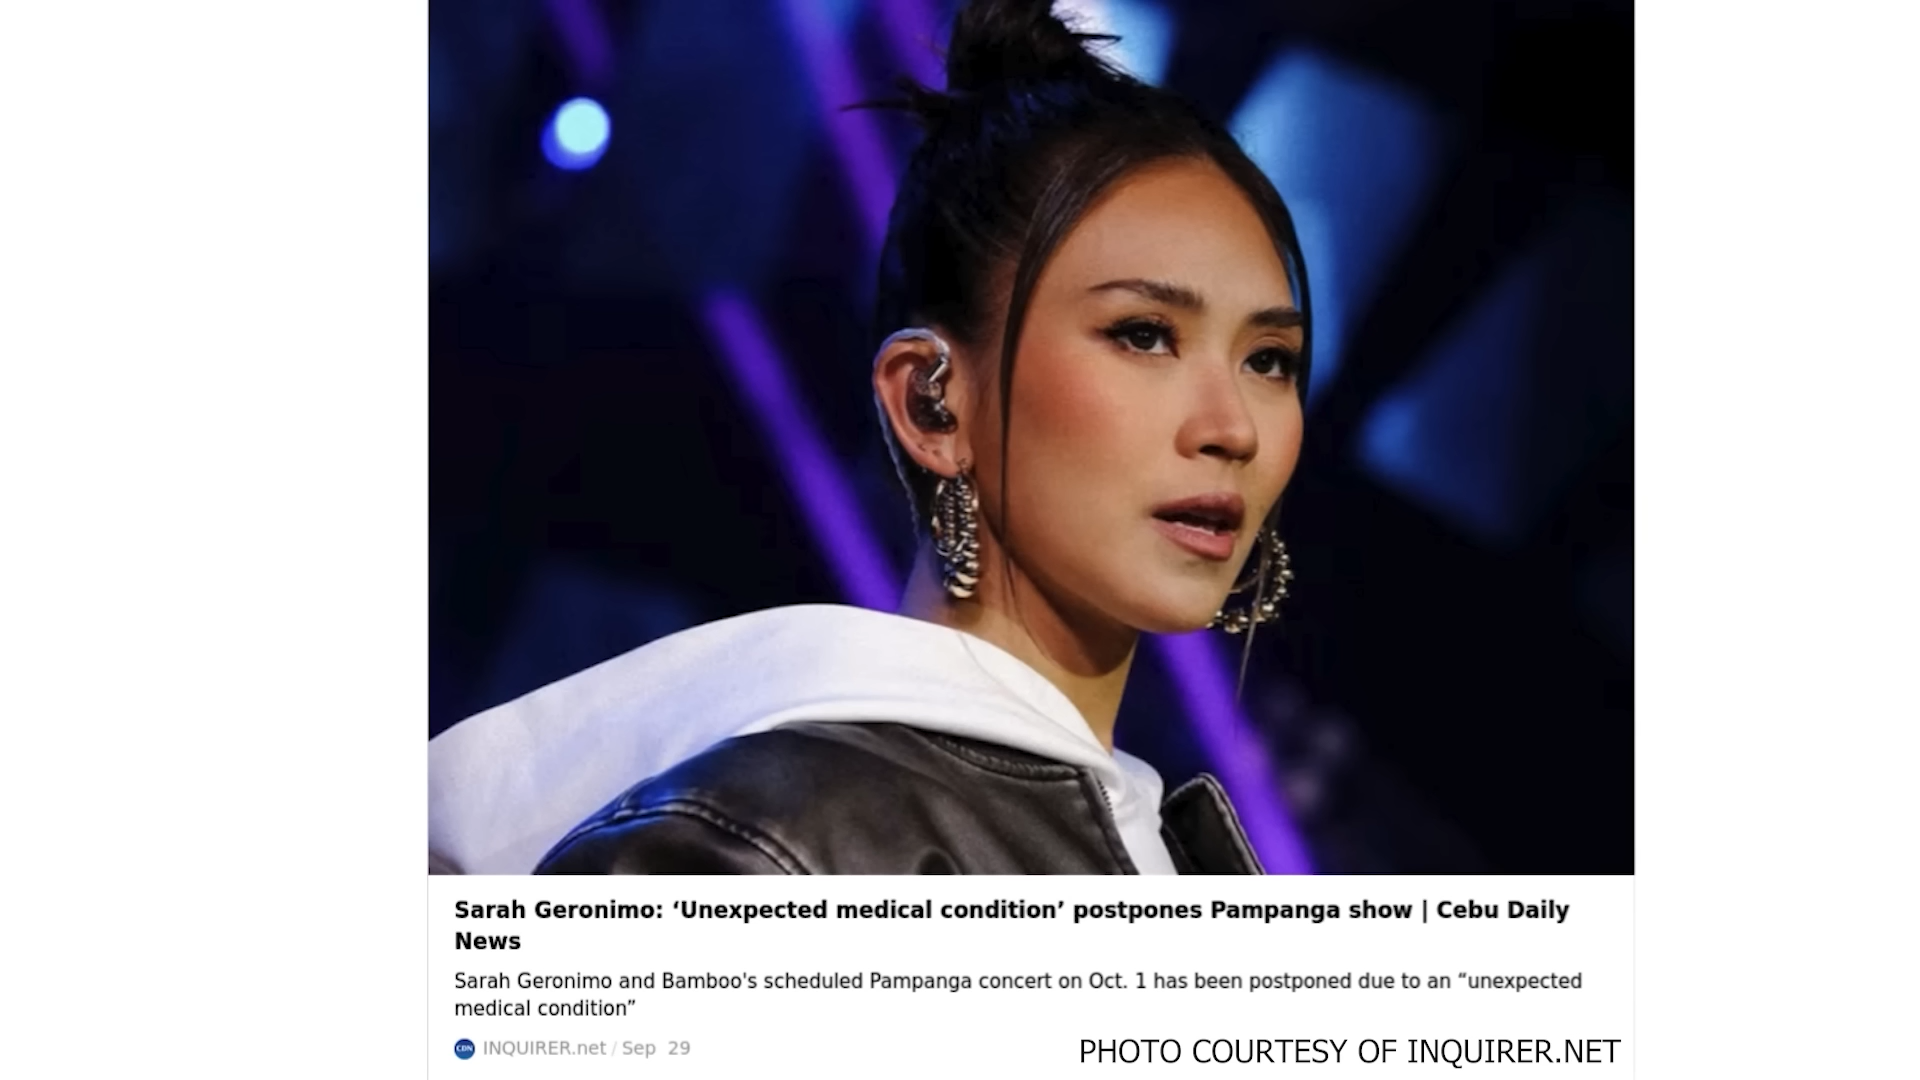 Sarah Geronimo: ‘Unexpected medical condition’ postpones Pampanga show | Cebu Daily
News
Sarah Geronimo and Bamboo's scheduled Pampanga concert on Oct. 1 has been postponed due to an “unexpected
medical condition”
CDN INQUIRER.net / Sep 29
PHOTO COURTESY OF INQUIRER.NET